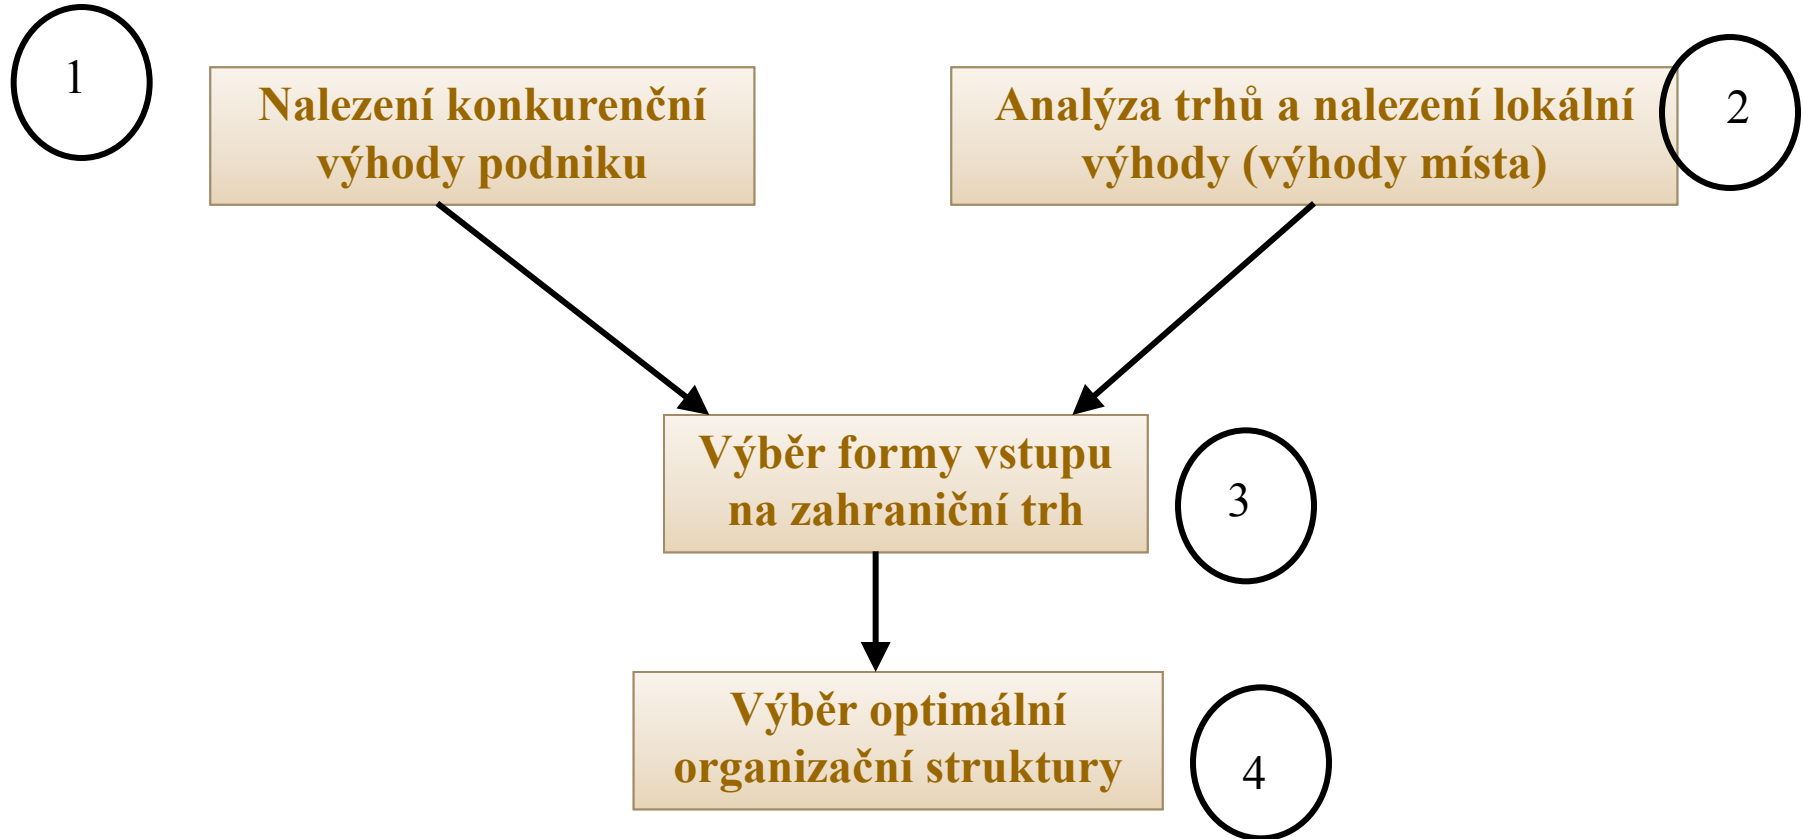 1
Nalezení konkurenční
výhody podniku
Analýza trhů a nalezení lokální
výhody (výhody místa)
2
Výběr formy vstupu
na zahraniční trh
3
Výběr optimální
organizační struktury
4